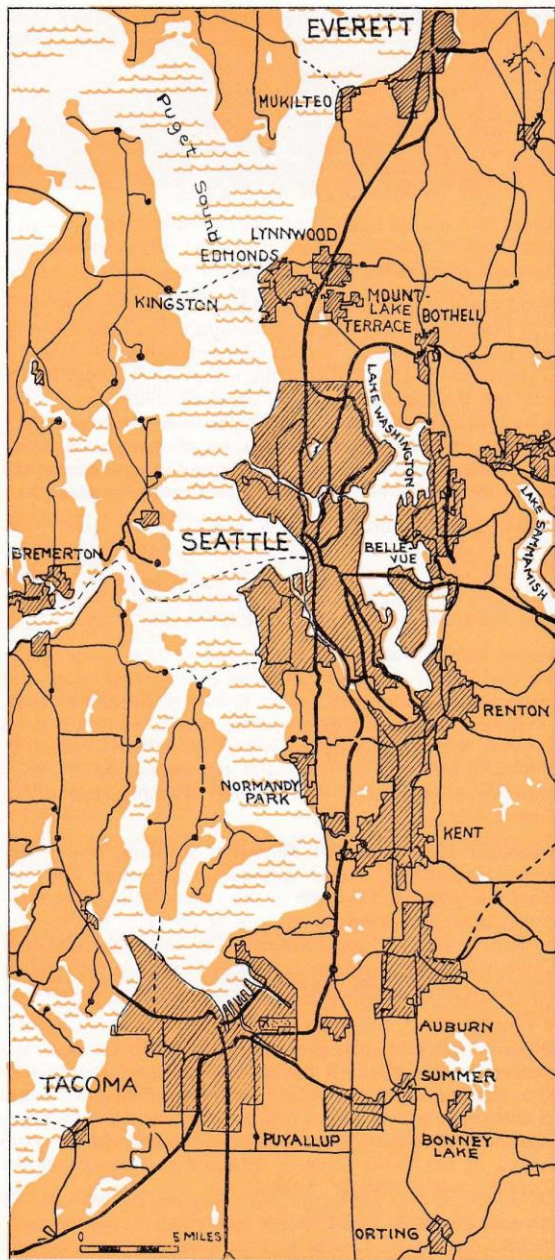 EVERETT
MUKILTEO
Puget Sound
LYNNWOOD
EDMONDS
KINGSTON
MOUNT-
LAKE
TERRACE
BOTHELL
LAKE WASHINGTON
LAKE SAMMAMISH
SEATTLE
BELLE-
VUE
BREMERTON
RENTON
NORMANDY
PARK
KENT
AUBURN
TACOMA
SUMMER
PUYALLUP
BONNEY
LAKE
ORTING
0 5 MILES